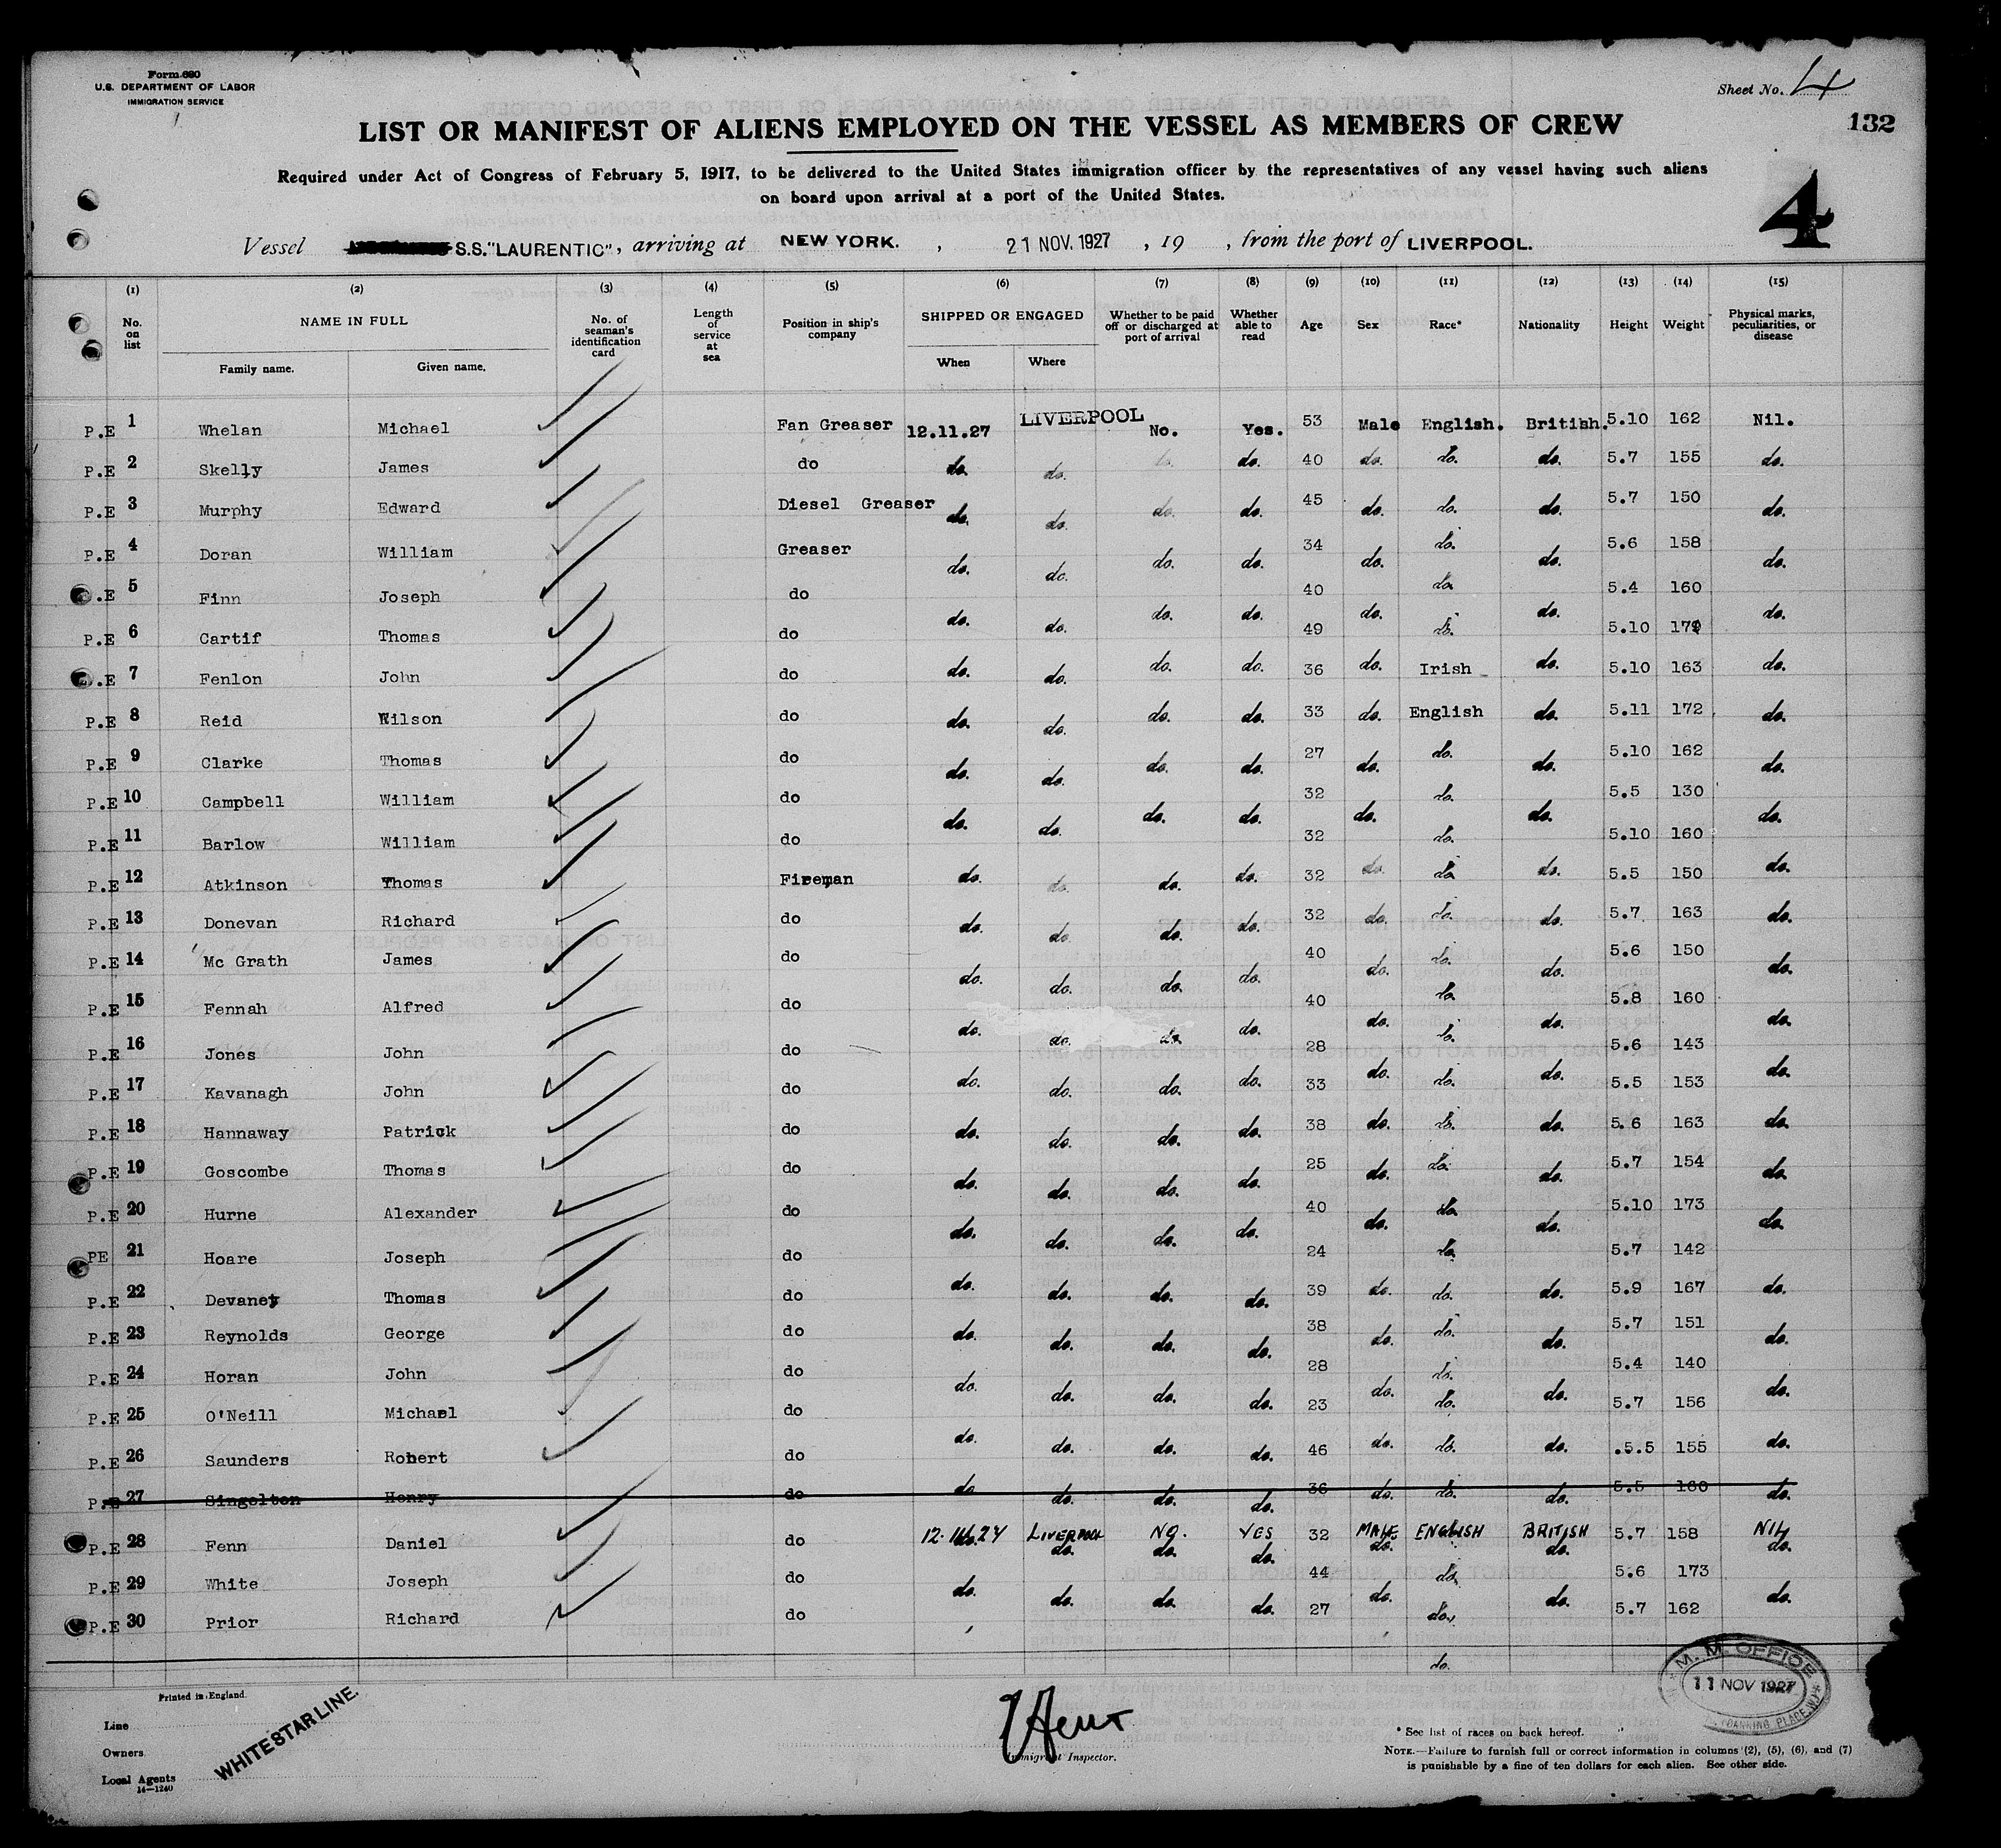 Form 680
U.S. DEPARTMENT OF LABOR
IMMIGRATION SERVICE
Sheet No. 4
132
LIST OR MANIFEST OF ALIENS EMPLOYED ON THE VESSEL AS MEMBERS OF CREW
Required under Act of Congress of February 5, 1917, to be delivered to the United States immigration officer by the representatives of any vessel having such aliens
on board upon arrival at a port of the United States.
4
Vessel S.S."LAURENTIC", arriving at NEW YORK. , 21 NOV. 1927 , 19 , from the port of LIVERPOOL.
(1) (2) (3) (4) (5) (6) (7) (8) (9) (10) (11) (12) (13) (14) (15)
No. on list NAME IN FULL Family name. Given name. No. of seaman's identification card Length of service at sea Position in ship's company SHIPPED OR ENGAGED When Where Whether to be paid off or discharged at port of arrival Whether able to read Age Sex Race* Nationality Height Weight Physical marks, peculiarities, or disease
P.E 1 Whelan Michael Fan Greaser 12.11.27 LIVERPOOL No. Yes. 53 Male English. British. 5.10 162 Nil.
P.E 2 Skelly James do do. do. do. 40 do. do. do. 5.7 155 do.
P.E 3 Murphy Edward Diesel Greaser do. do. do. do. 45 do. do. do. 5.7 150 do.
P.E 4 Doran William Greaser do. do. do. do. 34 do. do. do. 5.6 158 do.
.E 5 Finn Joseph do do. do. do. do. 40 do. do. do. 5.4 160 do.
P.E 6 Cartif Thomas do do. do. do. do. 49 do. do. do. 5.10 do.
.E 7 Fenlon John do do. do. do. do. 36 do. Irish do. 5.10 163 do.
P.E 8 Reid Wilson do do. do. do. do. 33 do. English do. 5.11 172 do.
P.E 9 Clarke Thomas do do. do. do. do. 27 do. do. do. 5.10 162 do.
P.E 10 Campbell William do do. do. do. do. 32 do. do. do. 5.5 130 do.
P.E 11 Barlow William do 32 do. 5.10 160
P.E 12 Atkinson Thomas Fireman do. do. do. do. 32 do. do. do. 5.5 150 do.
P.E 13 Donevan Richard do do. do. do. do. 32 do. do. do. 5.7 163 do.
P.E 14 Mc Grath James do do. do. do. do. 40 do. do. do. 5.6 150 do.
P.E 15 Fennah Alfred do do. do. do. do. 40 do. do. do. 5.8 160 do.
P.E 16 Jones John do do. do. do. do. 28 do. do. do. 5.6 143 do.
P.E 17 Kavanagh John do 33 do. 5.5 153
P.E 18 Hannaway Patrick do do. do. do. do. 38 do. do. do. 5.6 163 do.
P.E 19 Goscombe Thomas do do. do. do. do. 25 do. do. do. 5.7 154 do.
P.E 20 Hurne Alexander do do. do. do. do. 40 do. do. do. 5.10 173 do.
PE 21 Hoare Joseph do 24 do. 5.7 142
P.E 22 Devaney Thomas do do. do. do. do. 39 do. do. do. 5.9 167 do.
P.E 23 Reynolds George do do. do. do. do. 38 do. do. do. 5.7 151 do.
P.E 24 Horan John do do. do. do. do. 28 do. do. do. 5.4 140 do.
P.E 25 O'Neill Michael do do. do. do. do. 23 do. do. do. 5.7 156 do.
P.E 26 Saunders Robert do 46 do. .5.5 155
P.E 27 Singelton Henry do do. do. do. do. 36 do. do. do. 5.5 160 do.
P.E 28 Fenn Daniel do 12.11.27 LIVERPOOL NO. YES 32 MALE ENGLISH BRITISH 5.7 158 NIL
do. do. do. do. do. do. do.
P.E 29 White Joseph do do. do. do. do. 44 do. do. do. 5.6 173 do.
P.E 30 Prior Richard do 27 do. 5.7 162
do.
Printed in England.
Line
Owners
Local Agents
14—1240
WHITE STAR LINE.
Immigrant Inspector.
M. M. OFFICE
11 NOV 1927
* See list of races on back hereof.
NOTE.—Failure to furnish full or correct information in columns (2), (5), (6), and (7)
is punishable by a fine of ten dollars for each alien. See other side.